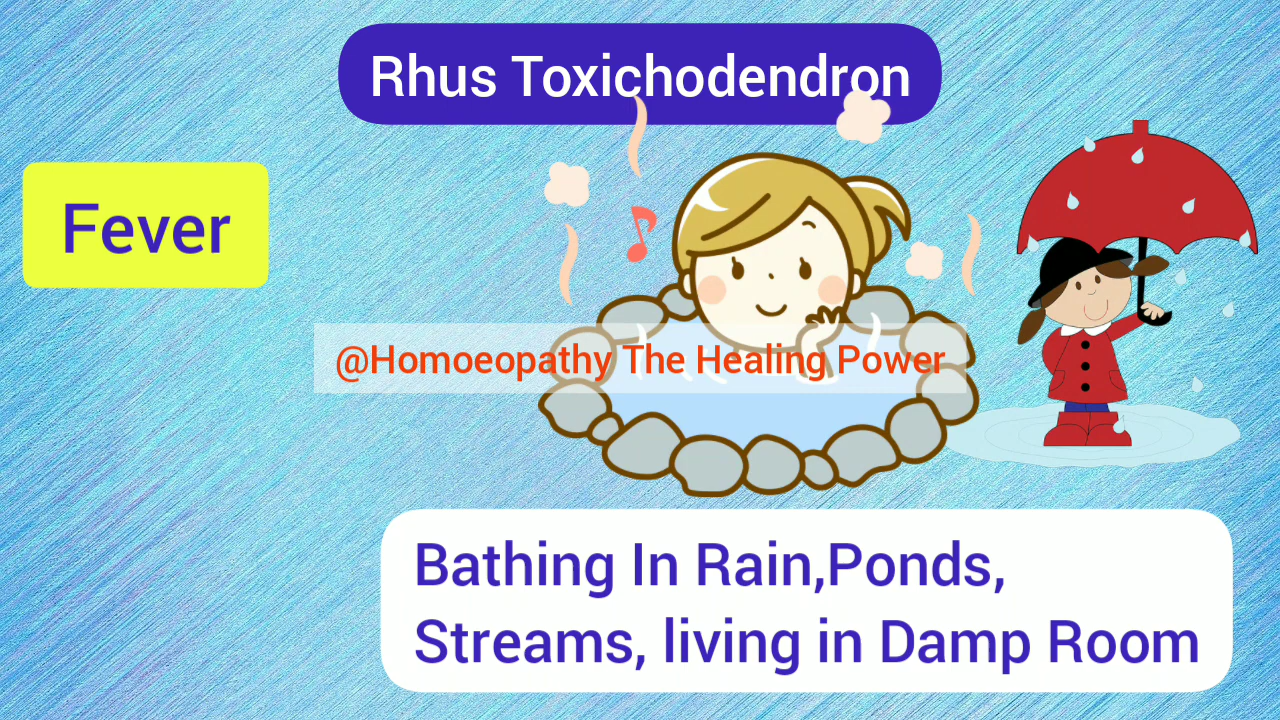 Rhus Toxichodendron
Fever
@Homoeopathy The Healing Power
Bathing In Rain,Ponds,
Streams, living in Damp Room